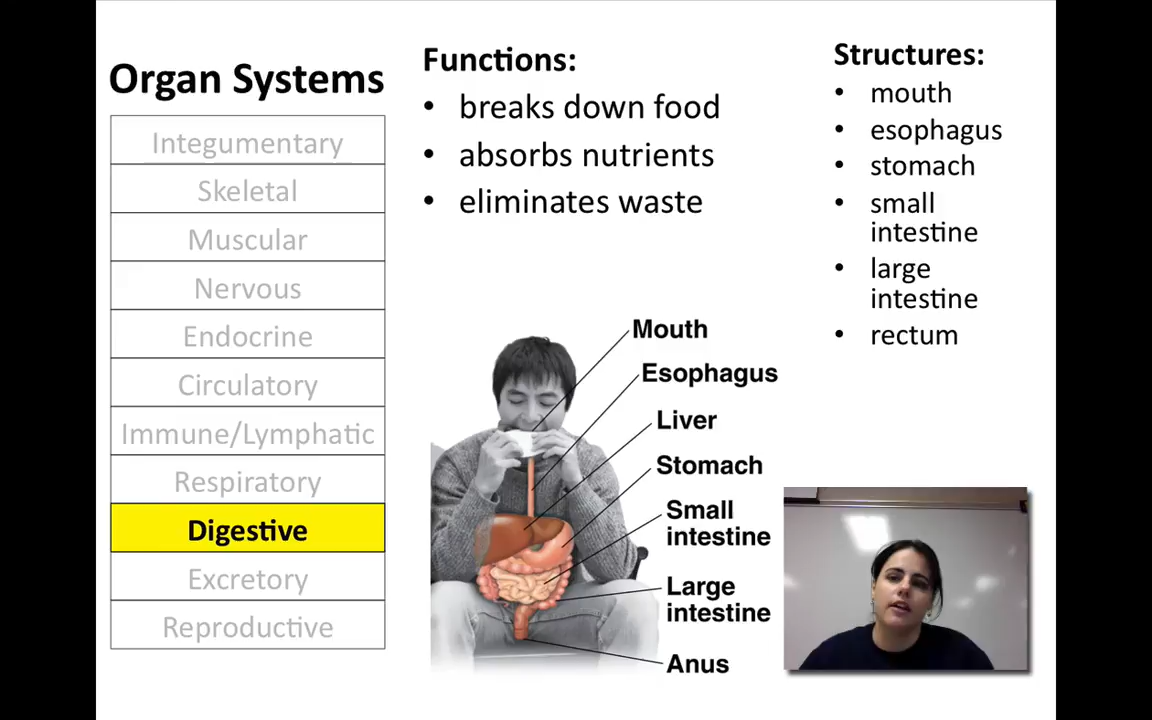 Organ Systems
Integumentary
Skeletal
Muscular
Nervous
Endocrine
Circulatory
Immune/Lymphatic
Respiratory
Digestive
Excretory
Reproductive
Functions:
• breaks down food
• absorbs nutrients
• eliminates waste
Structures:
• mouth
• esophagus
• stomach
• small
intestine
• large
intestine
• rectum
Mouth
Esophagus
Liver
Stomach
Small
intestine
Large
intestine
Anus